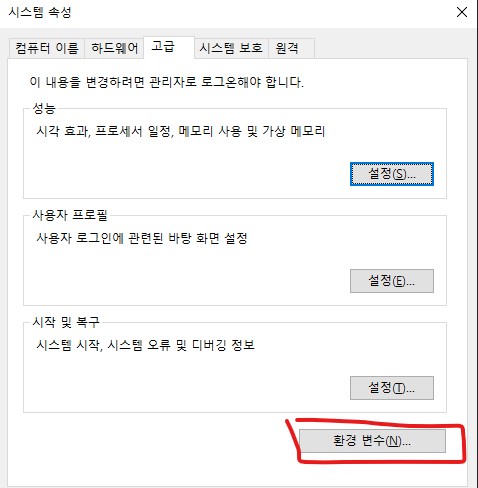 시스템 속성
컴퓨터 이름 하드웨어 고급 시스템 보호 원격
이 내용을 변경하려면 관리자로 로그온해야 합니다.
성능
시각 효과, 프로세서 일정, 메모리 사용 및 가상 메모리
설정(S)...
사용자 프로필
사용자 로그인에 관련된 바탕 화면 설정
설정(E)...
시작 및 복구
시스템 시작, 시스템 오류 및 디버깅 정보
설정(T)...
환경 변수(N)...